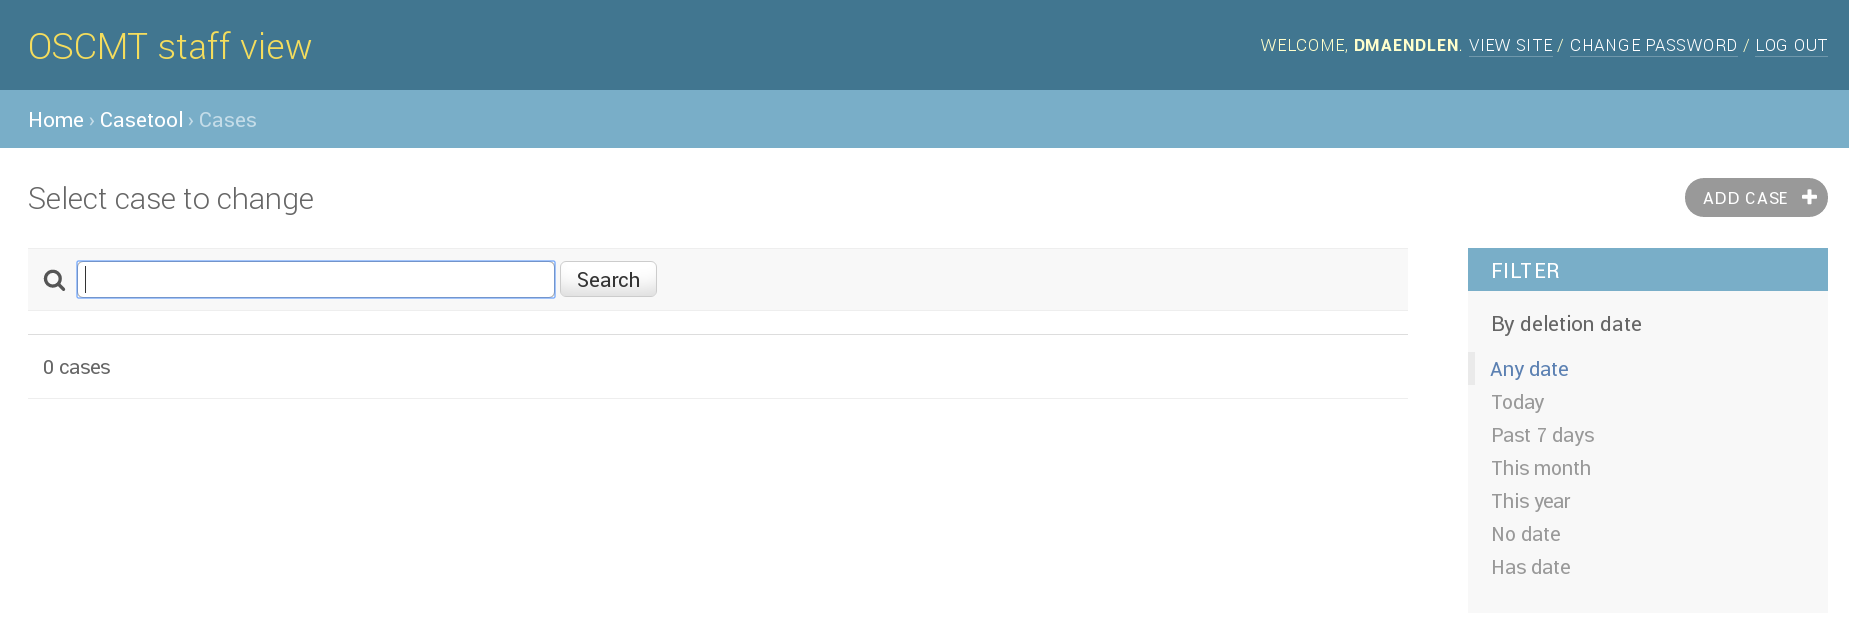 OSCMT staff view
WELCOME, DMAENDLEN. VIEW SITE / CHANGE PASSWORD / LOG OUT
Home › Casetool › Cases
Select case to change
ADD CASE
Search
0 cases
FILTER
By deletion date
Any date
Today
Past 7 days
This month
This year
No date
Has date